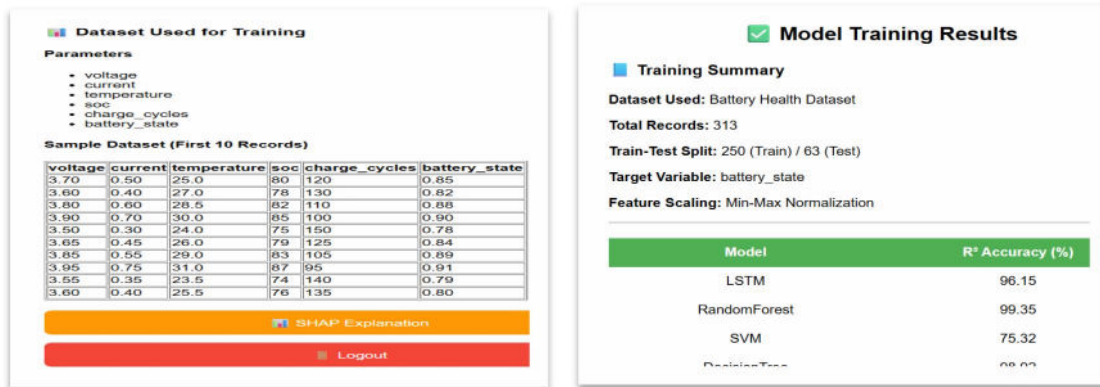 Dataset Used for Training
Parameters
voltage
current
temperature
soc
charge_cycles
battery_state
Sample Dataset (First 10 Records)
voltage current temperature soc charge_cycles battery_state
3.70 0.50 25.0 80 120 0.85
3.60 0.40 27.0 78 130 0.82
3.80 0.60 28.5 82 110 0.88
3.90 0.70 30.0 85 100 0.90
3.50 0.30 24.0 75 150 0.78
3.65 0.45 26.0 79 125 0.84
3.85 0.55 29.0 83 105 0.89
3.95 0.75 31.0 87 95 0.91
3.55 0.35 23.5 74 140 0.79
3.60 0.40 25.5 76 135 0.80
SHAP Explanation
Logout
Model Training Results
Training Summary
Dataset Used: Battery Health Dataset
Total Records: 313
Train-Test Split: 250 (Train) / 63 (Test)
Target Variable: battery_state
Feature Scaling: Min-Max Normalization
Model R² Accuracy (%)
LSTM 96.15
RandomForest 99.35
SVM 75.32